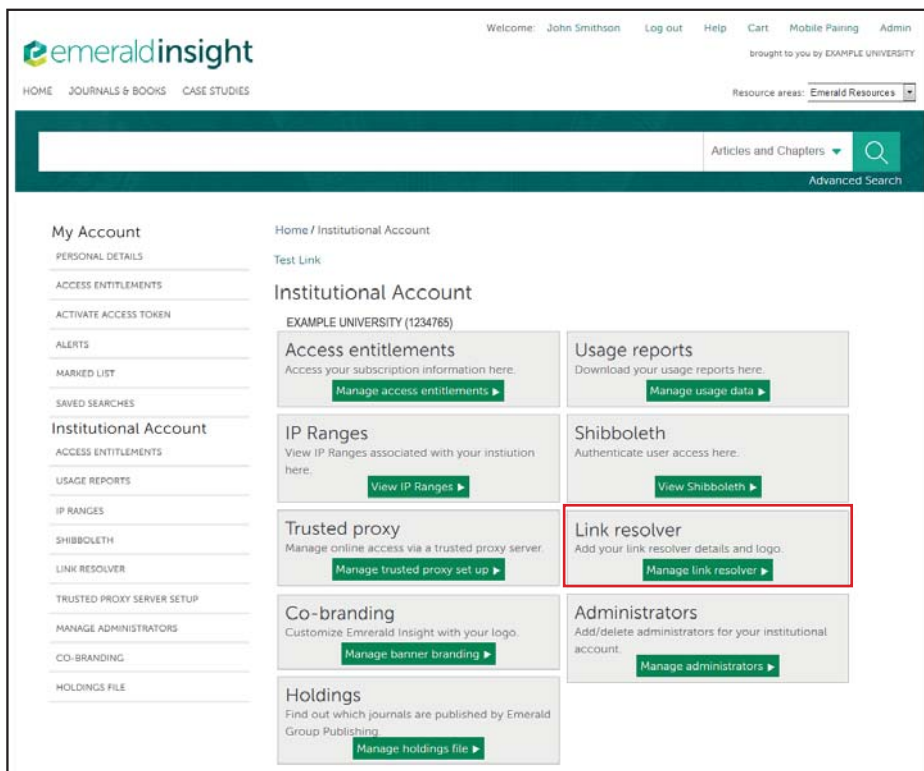 Welcome: John Smithson Log out Help Cart Mobile Pairing Admin
emeraldinsight
brought to you by EXAMPLE UNIVERSITY
HOME JOURNALS & BOOKS CASE STUDIES
Resource areas: Emerald Resources
Articles and Chapters
Advanced Search
My Account
PERSONAL DETAILS
ACCESS ENTITLEMENTS
ACTIVATE ACCESS TOKEN
ALERTS
MARKED LIST
SAVED SEARCHES
Institutional Account
ACCESS ENTITLEMENTS
USAGE REPORTS
IP RANGES
SHIBBOLETH
LINK RESOLVER
TRUSTED PROXY SERVER SETUP
MANAGE ADMINISTRATORS
CO-BRANDING
HOLDINGS FILE
Home / Institutional Account
Test Link
Institutional Account
EXAMPLE UNIVERSITY (1234765)
Access entitlements
Access your subscription information here.
Manage access entitlements
Usage reports
Download your usage reports here.
Manage usage data
IP Ranges
View IP Ranges associated with your instiution
here.
View IP Ranges
Shibboleth
Authenticate user access here.
View Shibboleth
Trusted proxy
Manage online access via a trusted proxy server.
Manage trusted proxy set up
Link resolver
Add your link resolver details and logo.
Manage link resolver
Co-branding
Customize Emrerald Insight with your logo.
Manage banner branding
Administrators
Add/delete administrators for your institutional
account.
Manage administrators
Holdings
Find out which journals are published by Emerald
Group Publishing.
Manage holdings file